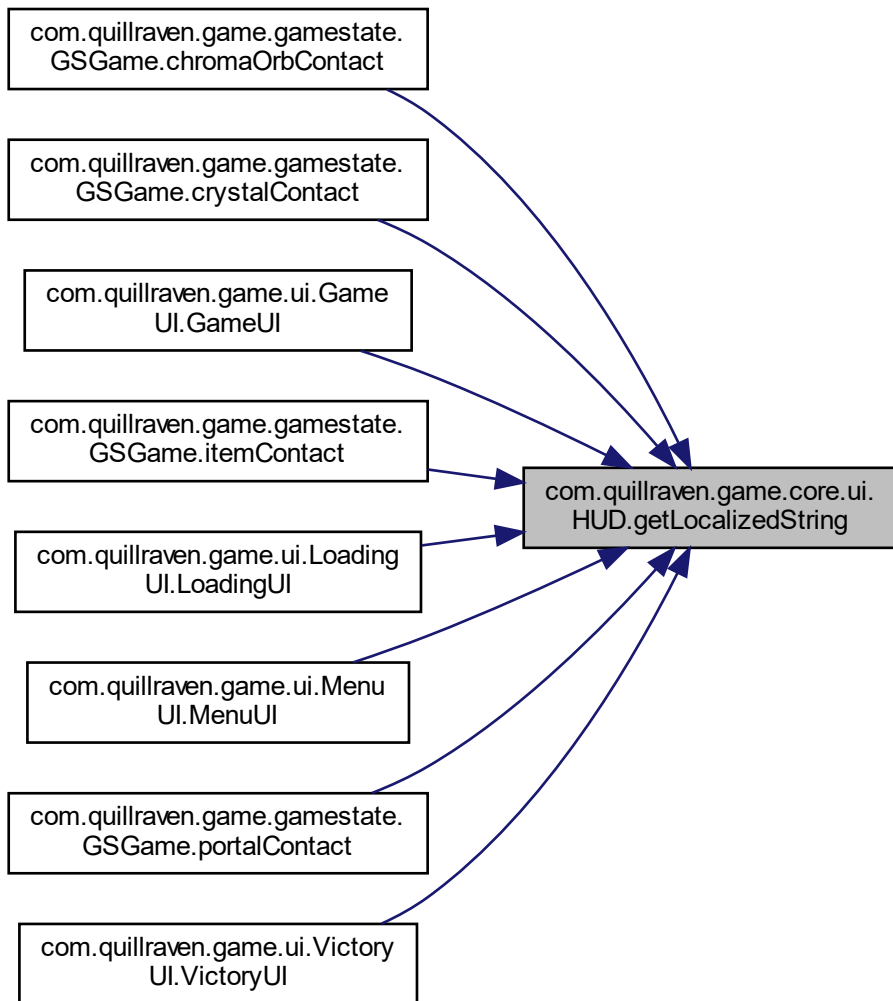 com.quillraven.game.gamestate.
GSGame.chromaOrbContact
com.quillraven.game.gamestate.
GSGame.crystalContact
com.quillraven.game.ui.Game
UI.GameUI
com.quillraven.game.gamestate.
GSGame.itemContact
com.quillraven.game.core.ui.
HUD.getLocalizedString
com.quillraven.game.ui.Loading
UI.LoadingUI
com.quillraven.game.ui.Menu
UI.MenuUI
com.quillraven.game.gamestate.
GSGame.portalContact
com.quillraven.game.ui.Victory
UI.VictoryUI